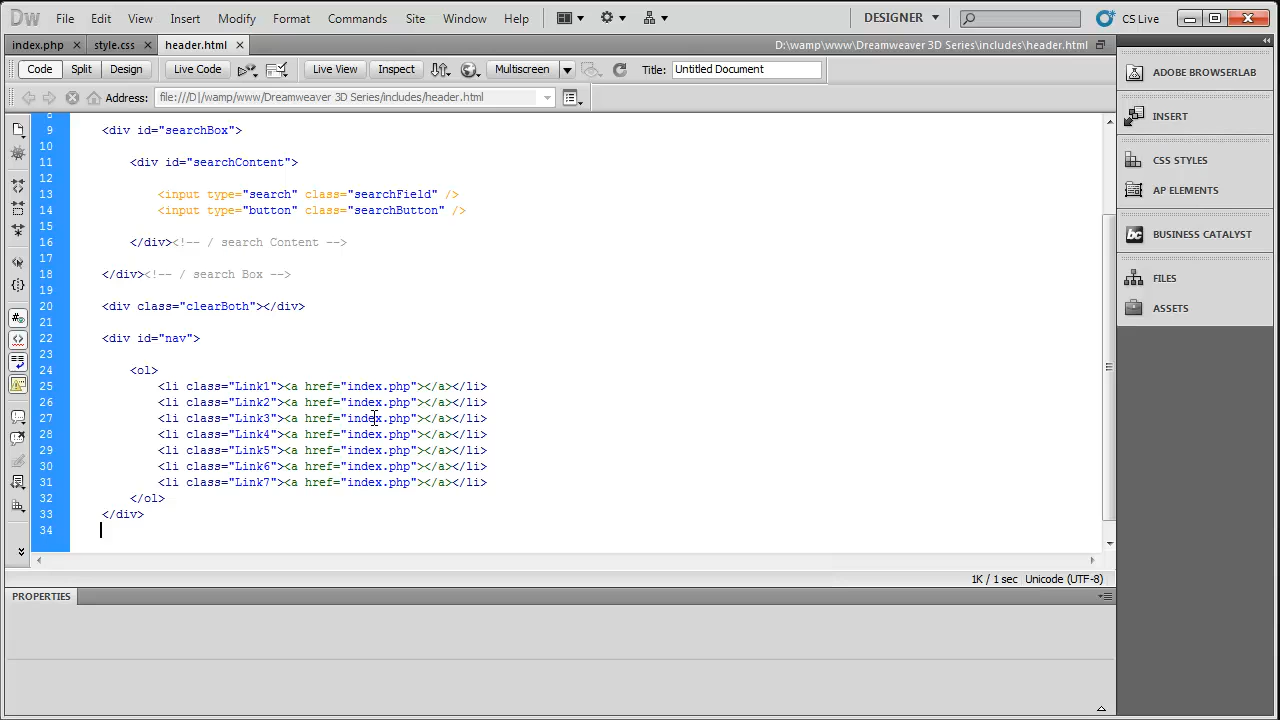 Dw File Edit View Insert Modify Format Commands Site Window Help DESIGNER CS Live
index.php style.css header.html D:\wamp\www\Dreamweaver 3D Series\includes\header.html
Code Split Design Live Code Live View Inspect Multiscreen Title: Untitled Document
Address: file:///D|/wamp/www/Dreamweaver 3D Series/includes/header.html
8
9 <div id="searchBox">
10
11 <div id="searchContent">
12
13 <input type="search" class="searchField" />
14 <input type="button" class="searchButton" />
15
16 </div><!-- / search Content -->
17
18 </div><!-- / search Box -->
19
20 <div class="clearBoth"></div>
21
22 <div id="nav">
23
24 <ol>
25 <li class="Link1"><a href="index.php"></a></li>
26 <li class="Link2"><a href="index.php"></a></li>
27 <li class="Link3"><a href="index.php"></a></li>
28 <li class="Link4"><a href="index.php"></a></li>
29 <li class="Link5"><a href="index.php"></a></li>
30 <li class="Link6"><a href="index.php"></a></li>
31 <li class="Link7"><a href="index.php"></a></li>
32 </ol>
33 </div>
34
1K / 1 sec Unicode (UTF-8)
PROPERTIES
ADOBE BROWSERLAB
INSERT
CSS STYLES
AP ELEMENTS
bc BUSINESS CATALYST
FILES
ASSETS